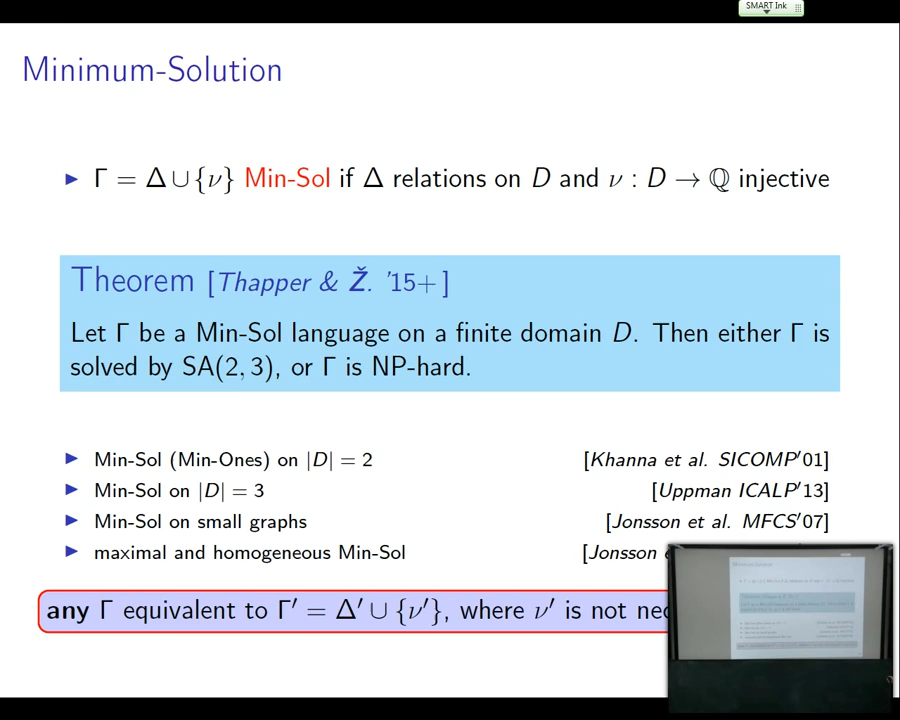 SMART Ink
Minimum-Solution
▶ Γ = Δ ∪ {ν} Min-Sol if Δ relations on D and ν : D → ℚ injective
Theorem [Thapper & Ž. '15+]
Let Γ be a Min-Sol language on a finite domain D. Then either Γ is
solved by SA(2, 3), or Γ is NP-hard.
▶ Min-Sol (Min-Ones) on |D| = 2 [Khanna et al. SICOMP'01]
▶ Min-Sol on |D| = 3 [Uppman ICALP'13]
▶ Min-Sol on small graphs [Jonsson et al. MFCS'07]
▶ maximal and homogeneous Min-Sol [Jonsson
any Γ equivalent to Γ′ = Δ′ ∪ {ν′}, where ν′ is not